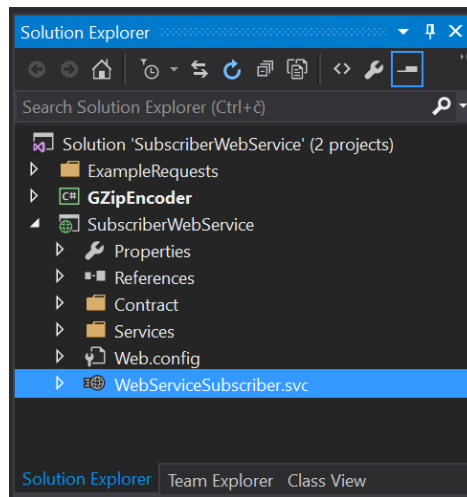 Solution Explorer
Search Solution Explorer (Ctrl+č)
Solution 'SubscriberWebService' (2 projects)
ExampleRequests
C# GZipEncoder
SubscriberWebService
Properties
References
Contract
Services
Web.config
WebServiceSubscriber.svc
Solution Explorer Team Explorer Class View